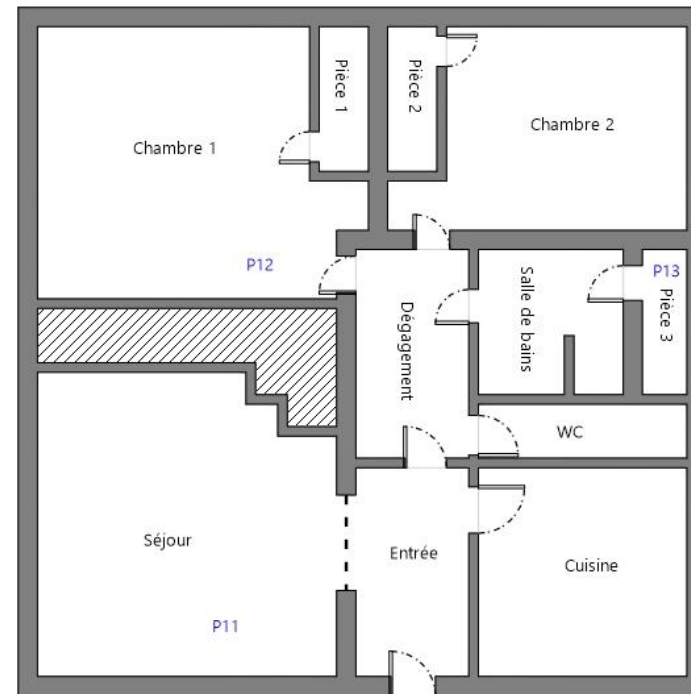 Pièce 1
Pièce 2
Chambre 1
Chambre 2
P12
P13
Pièce 3
Salle de bains
Dégagement
WC
Séjour
Entrée
Cuisine
P11